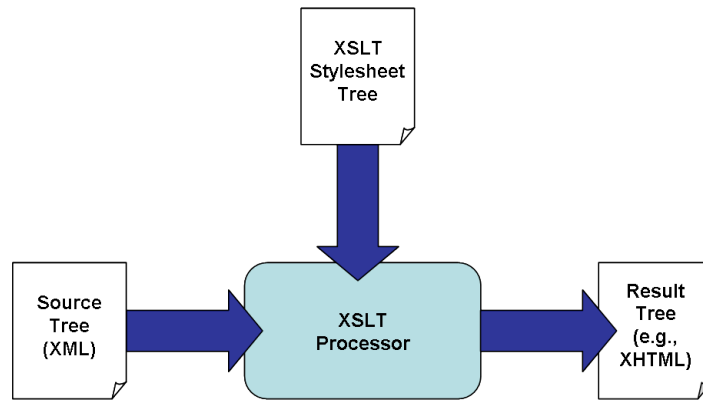 XSLT
Stylesheet
Tree
Source
Tree
(XML)
XSLT
Processor
Result
Tree
(e.g.,
XHTML)